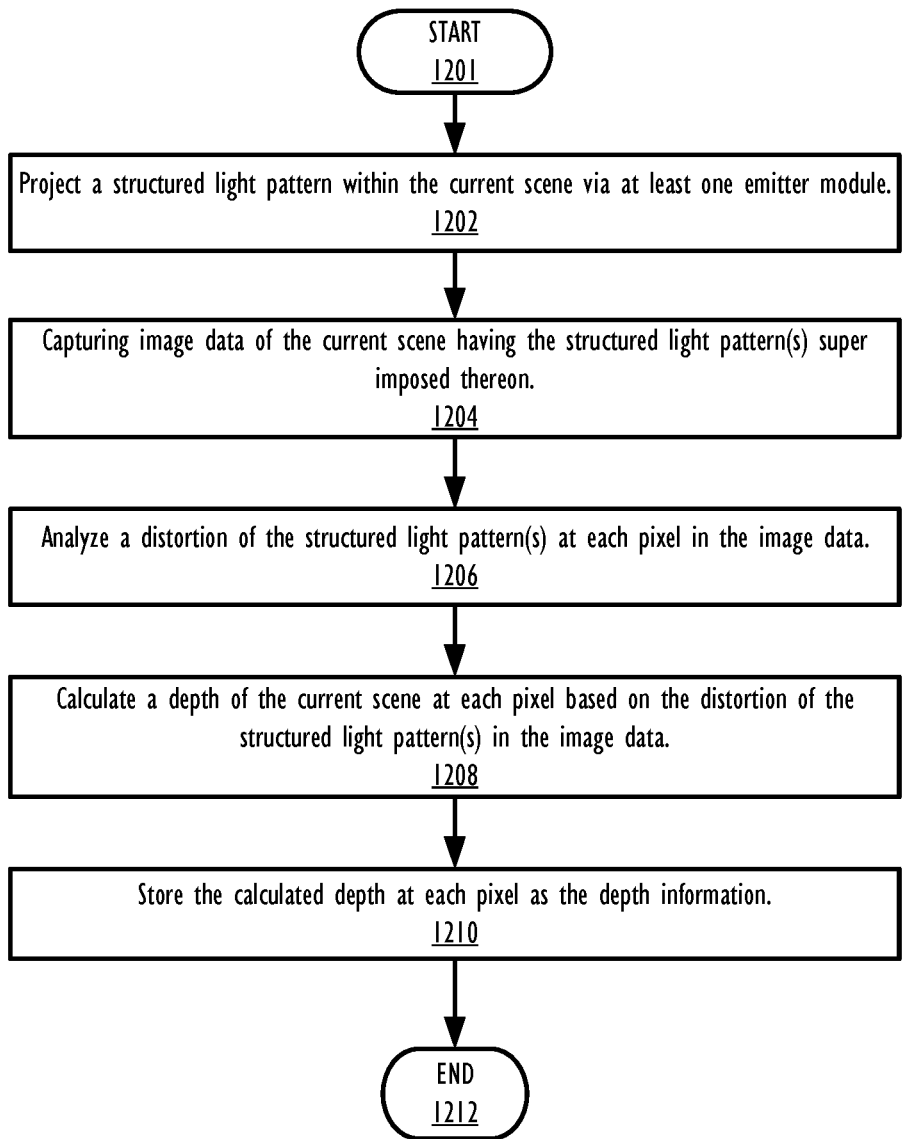 START
1201
Project a structured light pattern within the current scene via at least one emitter module.
1202
Capturing image data of the current scene having the structured light pattern(s) super
imposed thereon.
1204
Analyze a distortion of the structured light pattern(s) at each pixel in the image data.
1206
Calculate a depth of the current scene at each pixel based on the distortion of the
structured light pattern(s) in the image data.
1208
Store the calculated depth at each pixel as the depth information.
1210
END
1212